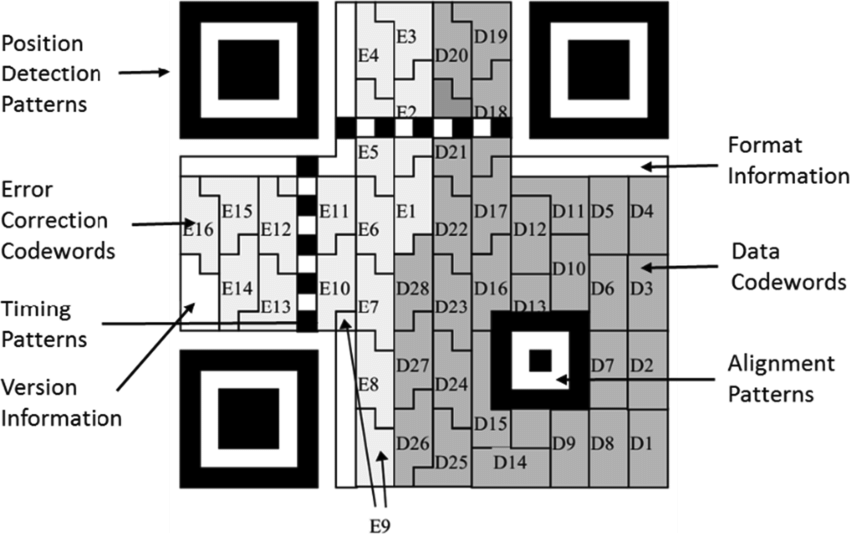 Position
Detection
Patterns
Error
Correction
Codewords
Timing
Patterns
Version
Information
Format
Information
Data
Codewords
Alignment
Patterns
E4 E3 D20 D19
E2 D18
E5 D21
E16 E15 E12 E11 E6 E1 D22 D17 D12 D11 D5 D4
E14 E13 E10 E7 D28 D23 D16 D13 D10 D6 D3
E8 D27 D24 D7 D2
D26 D25 D15 D14 D9 D8 D1
E9